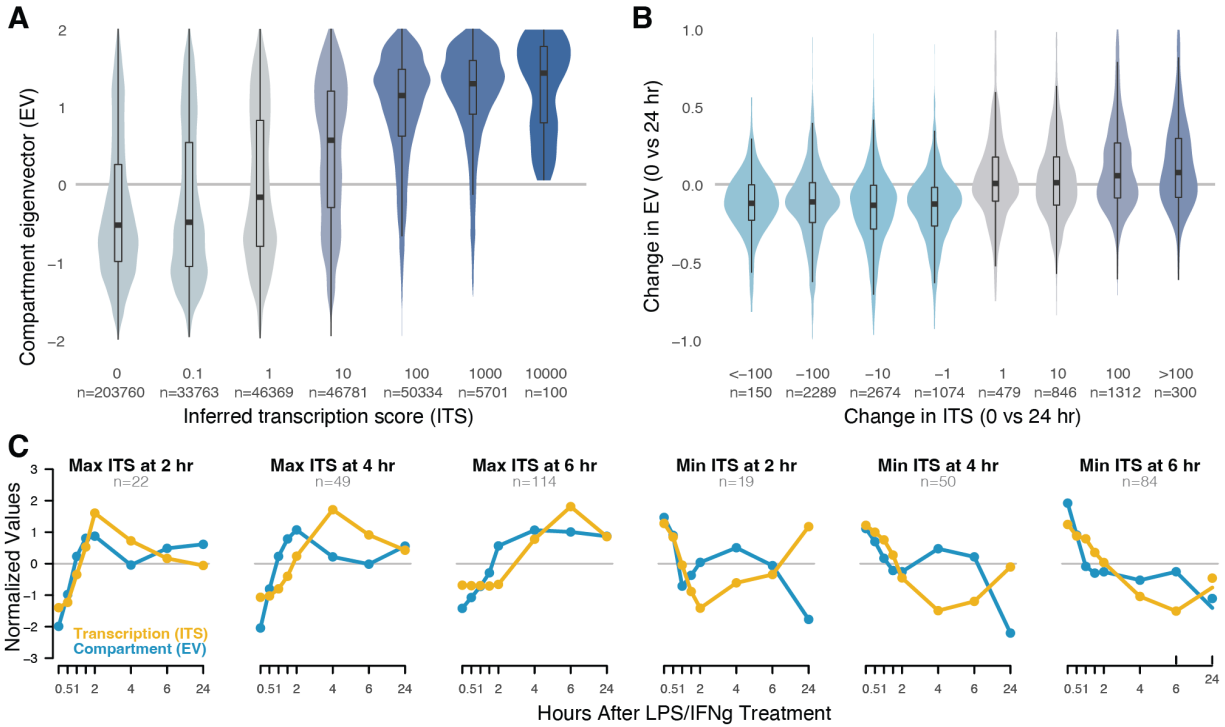 A
Compartment eigenvector (EV)
2
1
0
−1
−2
0 0.1 1 10 100 1000 10000
n=203760 n=33763 n=46369 n=46781 n=50334 n=5701 n=100
Inferred transcription score (ITS)
B
Change in EV (0 vs 24 hr)
1.0
0.5
0.0
−0.5
−1.0
<−100 −100 −10 −1 1 10 100 >100
n=150 n=2289 n=2674 n=1074 n=479 n=846 n=1312 n=300
Change in ITS (0 vs 24 hr)
C
Max ITS at 2 hr Max ITS at 4 hr Max ITS at 6 hr Min ITS at 2 hr Min ITS at 4 hr Min ITS at 6 hr
n=22 n=49 n=114 n=19 n=50 n=84
Normalized Values
3
2
1
0
−1
−2
−3
Transcription (ITS)
Compartment (EV)
0.51 2 4 6 24 0.51 2 4 6 24 0.51 2 4 6 24 0.51 2 4 6 24 0.51 2 4 6 24 0.51 2 4 6 24
Hours After LPS/IFNg Treatment